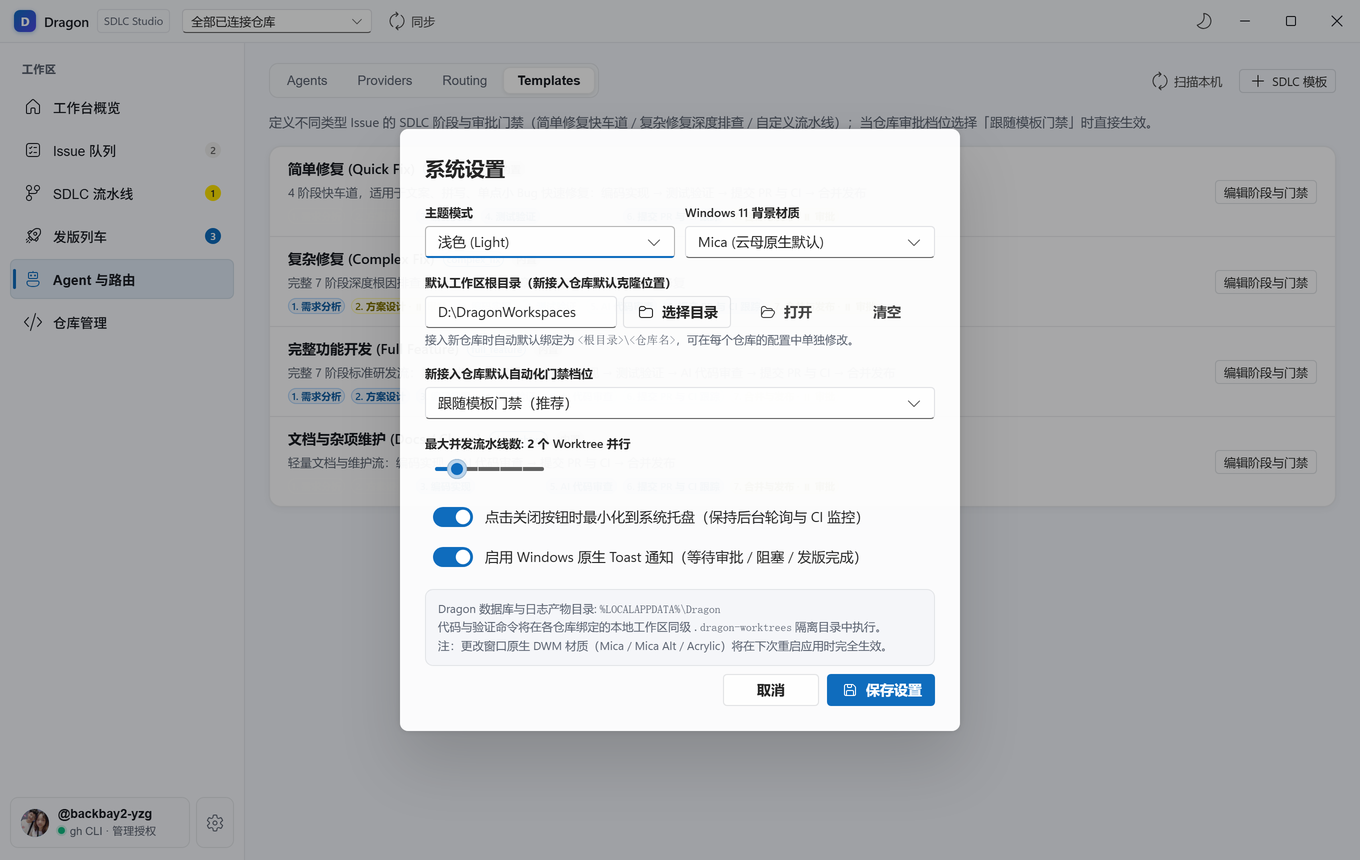 D Dragon SDLC Studio 全部已连接仓库 同步
工作区
工作台概览
Issue 队列 2
SDLC 流水线 1
发版列车 3
Agent 与路由
仓库管理
@backbay2-yzg
gh CLI · 管理授权
Agents Providers Routing Templates 扫描本机 SDLC 模板
定义不同类型 Issue 的 SDLC 阶段与审批门禁（简单修复快车道 / 复杂修复深度排查 / 自定义流水线）；当仓库审批档位选择「跟随模板门禁」时直接生效。
简单修复 (Quick
4 阶段快车道，适用于
编辑阶段与门禁
复杂修复
完整 7 阶段深度根因
1. 需求分析 2. 方案设
编辑阶段与门禁
完整功能开发
完整 7 阶段标准研发
1. 需求分析 2. 方案设
编辑阶段与门禁
文档与杂项维护
轻量文档与维护流：
编辑阶段与门禁
系统设置
主题模式 Windows 11 背景材质
浅色 (Light) Mica (云母原生默认)
默认工作区根目录（新接入仓库默认克隆位置）
D:\DragonWorkspaces 选择目录 打开 清空
接入新仓库时自动默认绑定为 <根目录>\<仓库名>，可在每个仓库的配置中单独修改。
新接入仓库默认自动化门禁档位
跟随模板门禁（推荐）
最大并发流水线数: 2 个 Worktree 并行
点击关闭按钮时最小化到系统托盘（保持后台轮询与 CI 监控）
启用 Windows 原生 Toast 通知（等待审批 / 阻塞 / 发版完成）
Dragon 数据库与日志产物目录: %LOCALAPPDATA%\Dragon
代码与验证命令将在各仓库绑定的本地工作区同级 .dragon-worktrees 隔离目录中执行。
注：更改窗口原生 DWM 材质（Mica / Mica Alt / Acrylic）将在下次重启应用时完全生效。
取消 保存设置